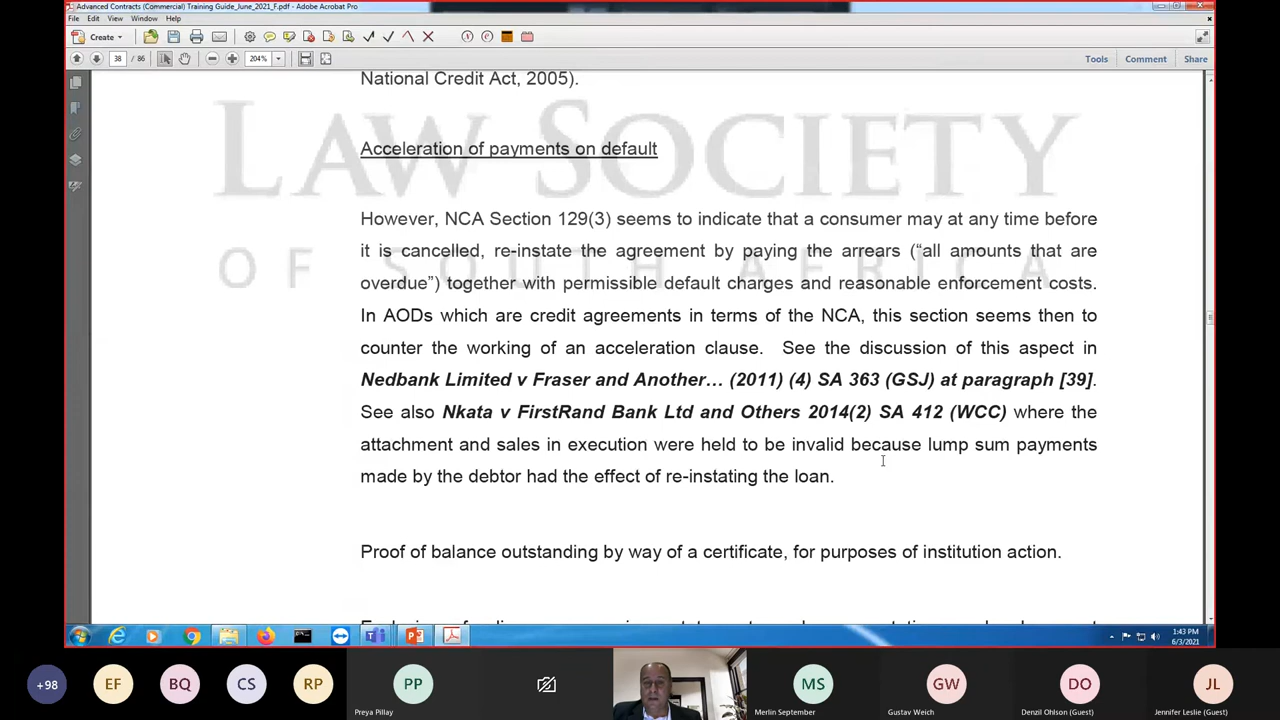 Advanced Contracts (Commercial) Training Guide_June_2021_F.pdf - Adobe Acrobat Pro
File Edit View Window Help
Create
38 / 86 204% Tools Comment Share
National Credit Act, 2005).
LAW SOCIETY
OF SOUTH AFRICA
Acceleration of payments on default
However, NCA Section 129(3) seems to indicate that a consumer may at any time before
it is cancelled, re-instate the agreement by paying the arrears (“all amounts that are
overdue”) together with permissible default charges and reasonable enforcement costs.
In AODs which are credit agreements in terms of the NCA, this section seems then to
counter the working of an acceleration clause. See the discussion of this aspect in
Nedbank Limited v Fraser and Another… (2011) (4) SA 363 (GSJ) at paragraph [39].
See also Nkata v FirstRand Bank Ltd and Others 2014(2) SA 412 (WCC) where the
attachment and sales in execution were held to be invalid because lump sum payments
made by the debtor had the effect of re-instating the loan.
Proof of balance outstanding by way of a certificate, for purposes of institution action.
1:43 PM
6/3/2021
+98 EF BQ CS RP PP MS GW DO JL
Preya Pillay Merlin September Gustav Weich Denzil Ohlson (Guest) Jennifer Leslie (Guest)